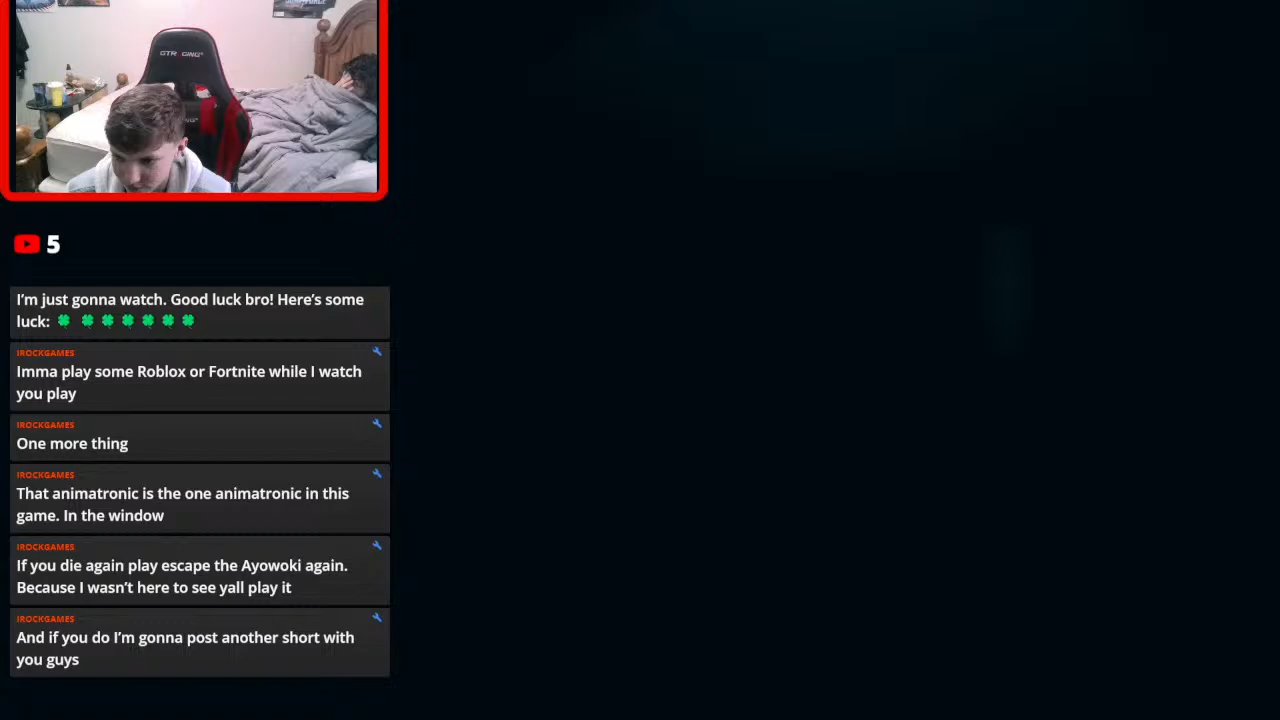 GTRACING
5
I'm just gonna watch. Good luck bro! Here's some
luck: 🍀 🍀 🍀 🍀 🍀 🍀 🍀
IROCKGAMES
Imma play some Roblox or Fortnite while I watch
you play
IROCKGAMES
One more thing
IROCKGAMES
That animatronic is the one animatronic in this
game. In the window
IROCKGAMES
If you die again play escape the Ayowoki again.
Because I wasn't here to see yall play it
IROCKGAMES
And if you do I'm gonna post another short with
you guys